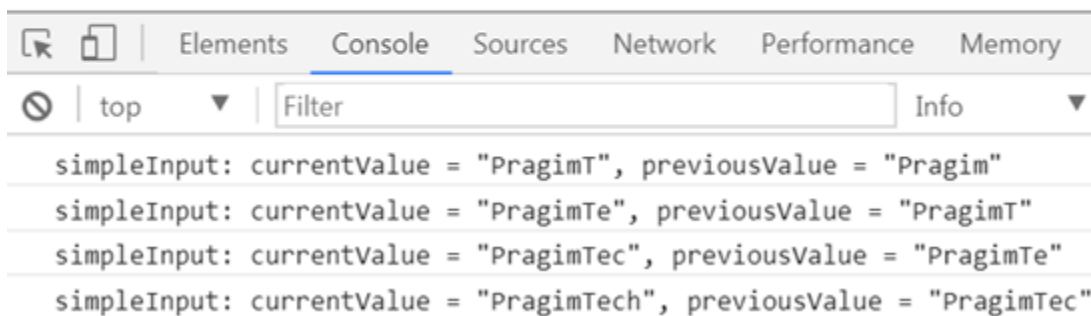 Elements Console Sources Network Performance Memory
top ▼ Filter Info ▼
simpleInput: currentValue = "PragimT", previousValue = "Pragim"
simpleInput: currentValue = "PragimTe", previousValue = "PragimT"
simpleInput: currentValue = "PragimTec", previousValue = "PragimTe"
simpleInput: currentValue = "PragimTech", previousValue = "PragimTec"